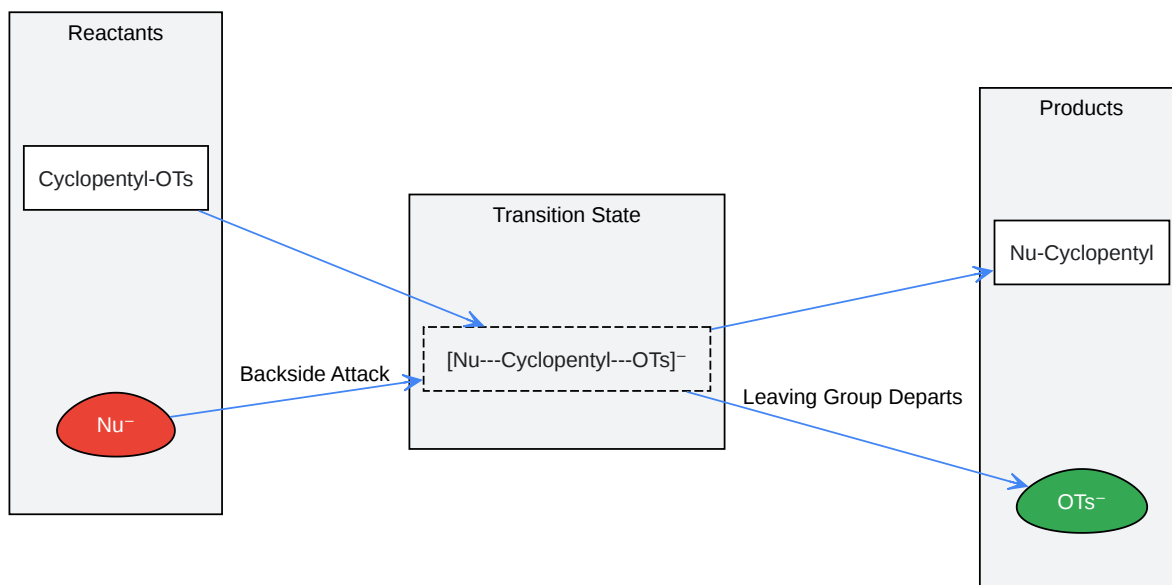 Reactants
Cyclopentyl-OTs
Nu⁻
Backside Attack
Transition State
[Nu---Cyclopentyl---OTs]⁻
Leaving Group Departs
Products
Nu-Cyclopentyl
OTs⁻